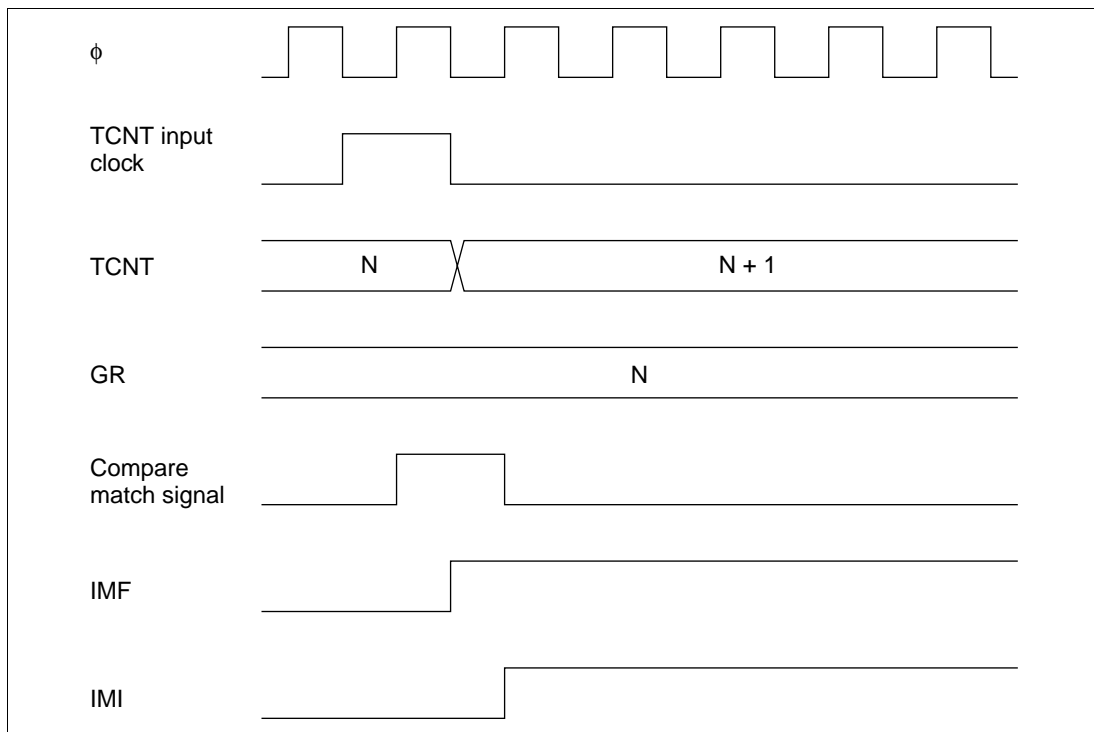 ϕ
TCNT input
clock
TCNT
N
N + 1
GR
N
Compare
match signal
IMF
IMI